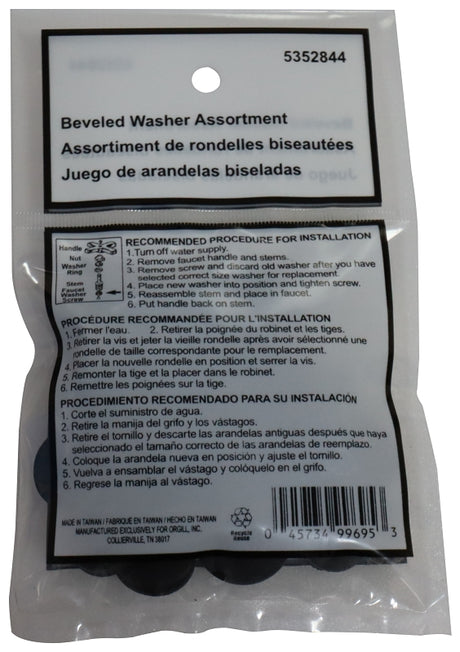 5352844
Beveled Washer Assortment
Assortiment de rondelles biseautées
Juego de arandelas biseladas
Handle
Nut
Washer
Ring
Stem
Faucet
Washer
Screw
RECOMMENDED PROCEDURE FOR INSTALLATION
1. Turn off water supply.
2. Remove faucet handle and stems.
3. Remove screw and discard old washer after you have
selected correct size washer for replacement.
4. Place new washer into position and tighten screw.
5. Reassemble stem and place in faucet.
6. Put handle back on stem.
PROCÉDURE RECOMMANDÉE POUR L'INSTALLATION
1. Fermer l'eau. 2. Retirer la poignée du robinet et les tiges.
3. Retirer la vis et jeter la vieille rondelle après avoir sélectionné une
rondelle de taille correspondante pour le remplacement.
4. Placer la nouvelle rondelle en position et serrer la vis.
5. Remonter la tige et la placer dans le robinet.
6. Remettre les poignées sur la tige.
PROCEDIMIENTO RECOMENDADO PARA SU INSTALACIÓN
1. Corte el suministro de agua.
2. Retire la manija del grifo y los vástagos.
3. Retire el tornillo y descarte las arandelas antiguas después que haya
seleccionado el tamaño correcto de las arandelas de reemplazo.
4. Coloque la arandela nueva en posición y ajuste el tornillo.
5. Vuelva a ensamblar el vástago y colóquelo en el grifo.
6. Regrese la manija al vástago.
MADE IN TAIWAN / FABRIQUE EN TAIWAN / HECHO EN TAIWAN
MANUFACTURED EXCLUSIVELY FOR ORGILL, INC.
COLLIERVILLE, TN 38017
Recycle
Reuse
0 45734 99695 3